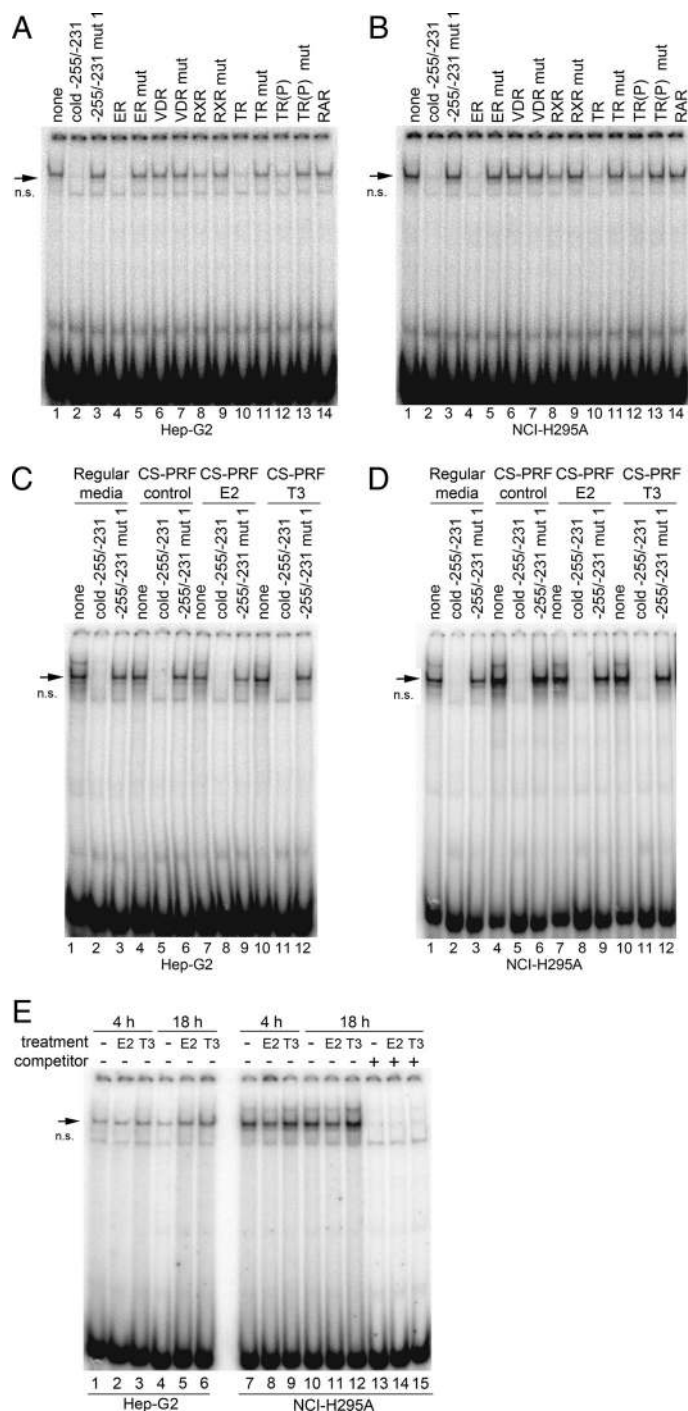 A
none
cold -255/-231
-255/-231 mut 1
ER
ER mut
VDR
VDR mut
RXR
RXR mut
TR
TR mut
TR(P)
TR(P) mut
RAR
n.s.
1 2 3 4 5 6 7 8 9 10 11 12 13 14
Hep-G2
B
none
cold -255/-231
-255/-231 mut 1
ER
ER mut
VDR
VDR mut
RXR
RXR mut
TR
TR mut
TR(P)
TR(P) mut
RAR
n.s.
1 2 3 4 5 6 7 8 9 10 11 12 13 14
NCI-H295A
C
Regular media
CS-PRF control
CS-PRF E2
CS-PRF T3
none
cold -255/-231
-255/-231 mut 1
none
cold -255/-231
-255/-231 mut 1
none
cold -255/-231
-255/-231 mut 1
none
cold -255/-231
-255/-231 mut 1
n.s.
1 2 3 4 5 6 7 8 9 10 11 12
Hep-G2
D
Regular media
CS-PRF control
CS-PRF E2
CS-PRF T3
none
cold -255/-231
-255/-231 mut 1
none
cold -255/-231
-255/-231 mut 1
none
cold -255/-231
-255/-231 mut 1
none
cold -255/-231
-255/-231 mut 1
n.s.
1 2 3 4 5 6 7 8 9 10 11 12
NCI-H295A
E
4 h 18 h 4 h 18 h
treatment - E2 T3 - E2 T3 - E2 T3 - E2 T3 - E2 T3
competitor - - - - - - - - - - - - + + +
n.s.
1 2 3 4 5 6 7 8 9 10 11 12 13 14 15
Hep-G2 NCI-H295A